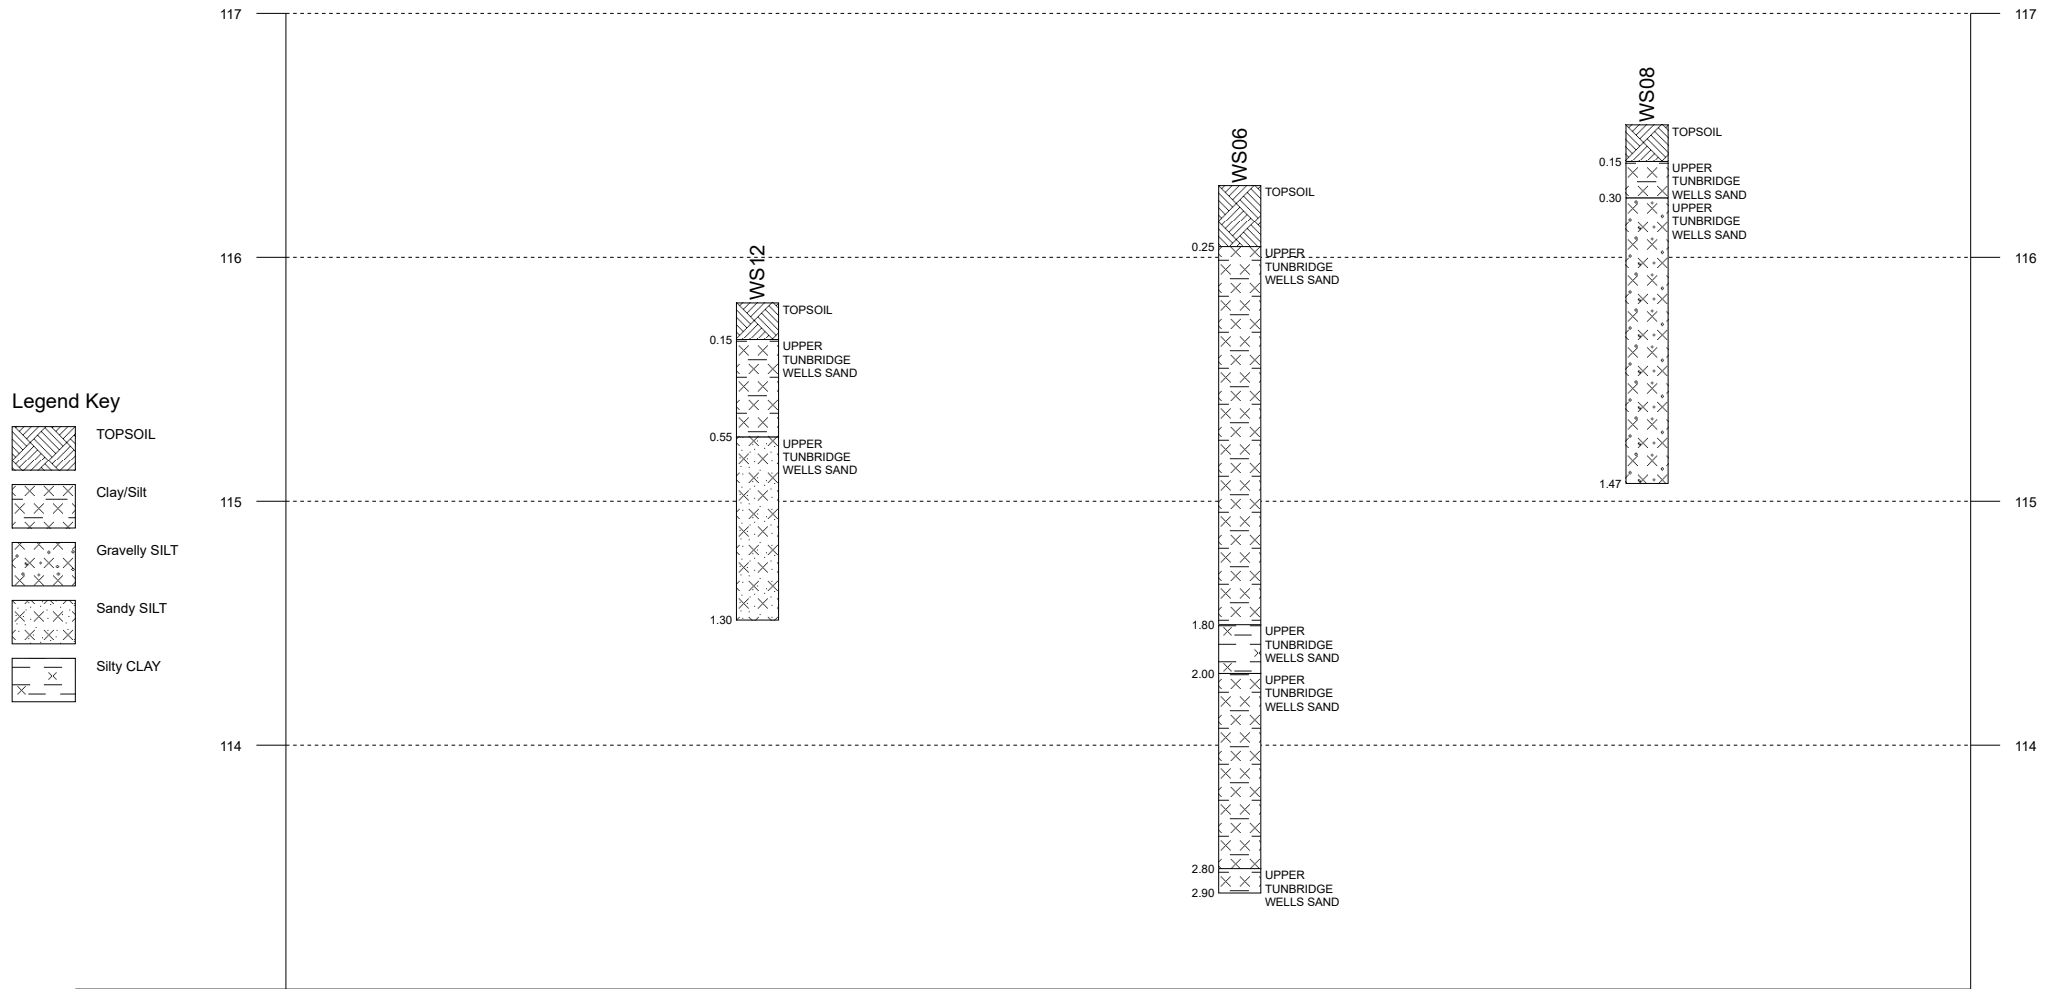 117
117
WS08
TOPSOIL
0.15
UPPER
TUNBRIDGE
WELLS SAND
0.30
UPPER
TUNBRIDGE
WELLS SAND
1.47
WS06
TOPSOIL
0.25
UPPER
TUNBRIDGE
WELLS SAND
1.80
UPPER
TUNBRIDGE
WELLS SAND
2.00
UPPER
TUNBRIDGE
WELLS SAND
2.80
UPPER
TUNBRIDGE
WELLS SAND
2.90
116
116
WS12
TOPSOIL
0.15
UPPER
TUNBRIDGE
WELLS SAND
0.55
UPPER
TUNBRIDGE
WELLS SAND
1.30
115
115
114
114
Legend Key
TOPSOIL
Clay/Silt
Gravelly SILT
Sandy SILT
Silty CLAY